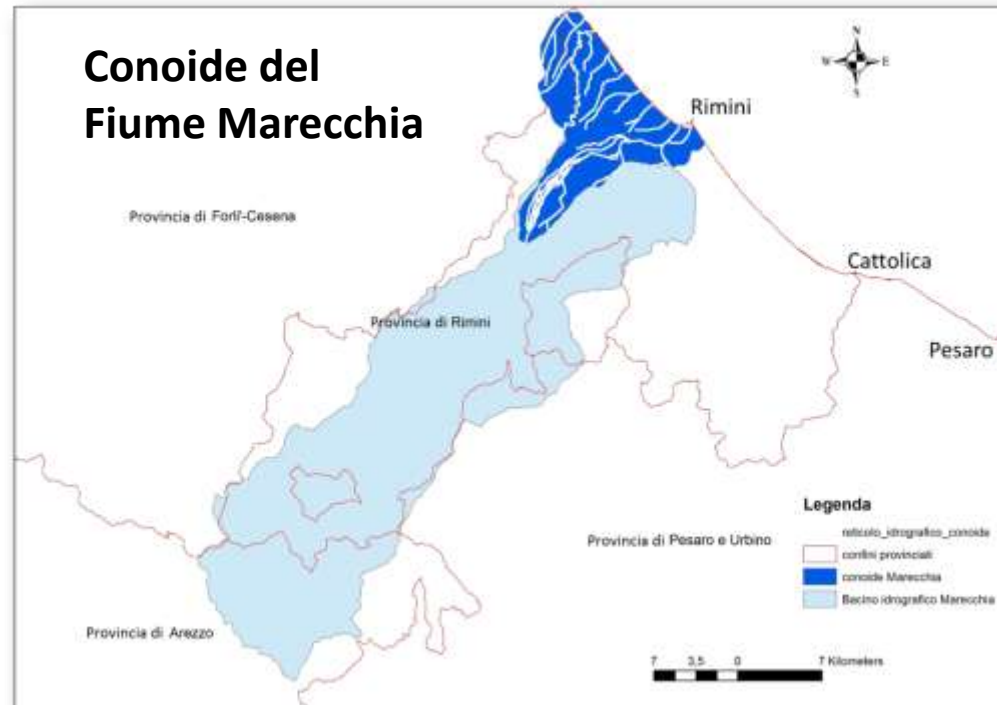 Conoide del
Fiume Marecchia
N
W E
S
Rimini
Provincia di Forli'-Cesena
Cattolica
Provincia di Rimini
Pesaro
Legenda
reticolo_idrografico_conoide
Provincia di Pesaro e Urbino
confini provinciali
conoide Marecchia
Bacino idrografico Marecchia
Provincia di Arezzo
7 3,5 0 7 Kilometers